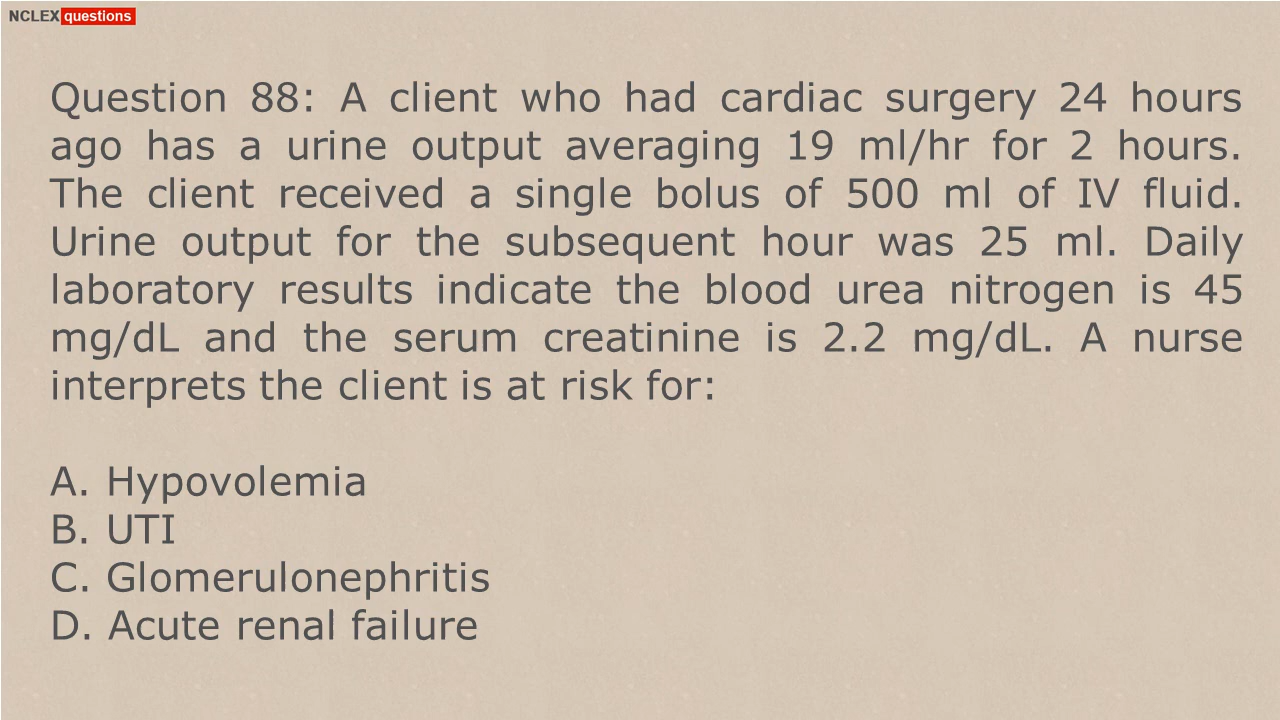 NCLEX questions
Question 88: A client who had cardiac surgery 24 hours
ago has a urine output averaging 19 ml/hr for 2 hours.
The client received a single bolus of 500 ml of IV fluid.
Urine output for the subsequent hour was 25 ml. Daily
laboratory results indicate the blood urea nitrogen is 45
mg/dL and the serum creatinine is 2.2 mg/dL. A nurse
interprets the client is at risk for:
A. Hypovolemia
B. UTI
C. Glomerulonephritis
D. Acute renal failure